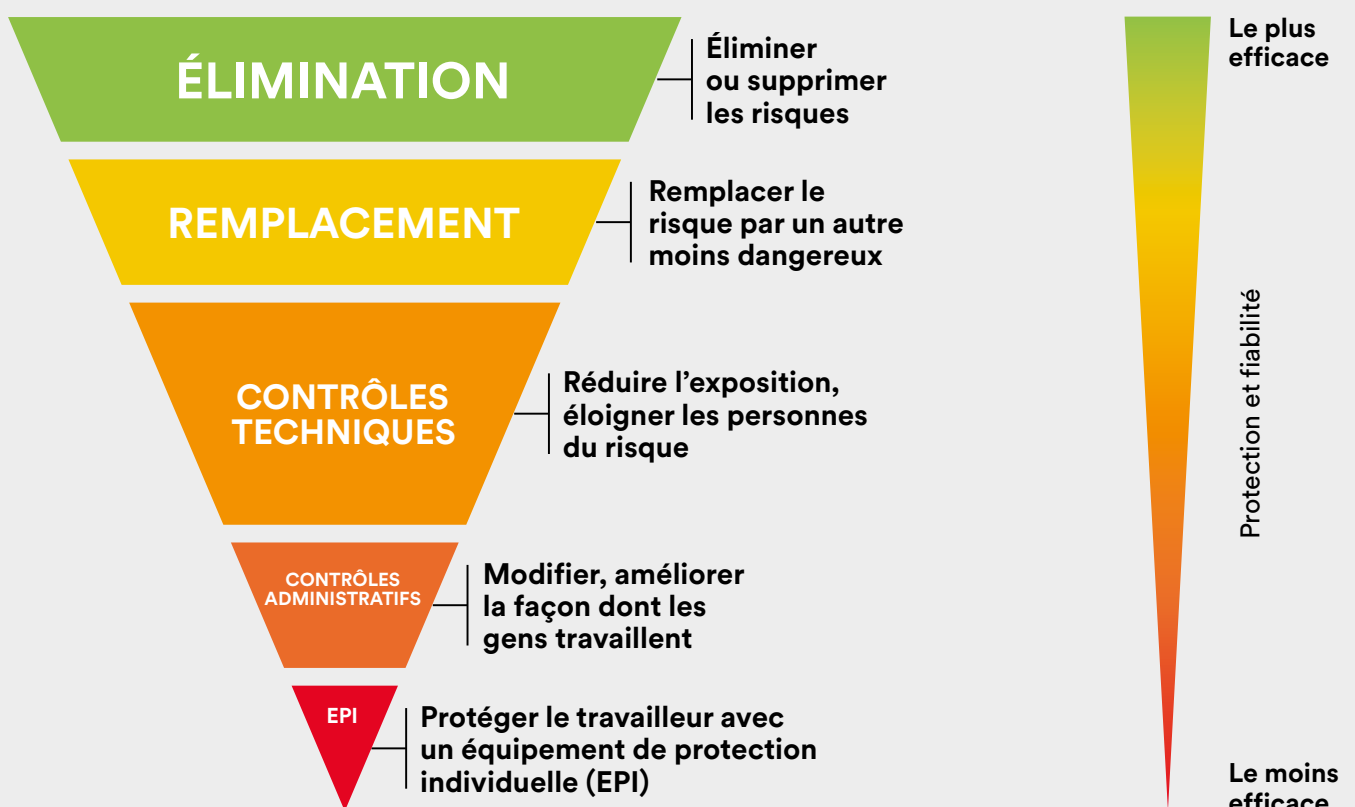 ÉLIMINATION
Éliminer
ou supprimer
les risques
REMPLACEMENT
Remplacer le
risque par un autre
moins dangereux
CONTRÔLES
TECHNIQUES
Réduire l’exposition,
éloigner les personnes
du risque
CONTRÔLES
ADMINISTRATIFS
Modifier, améliorer
la façon dont les
gens travaillent
EPI
Protéger le travailleur avec
un équipement de protection
individuelle (EPI)
Le plus
efficace
Protection et fiabilité
Le moins
efficace